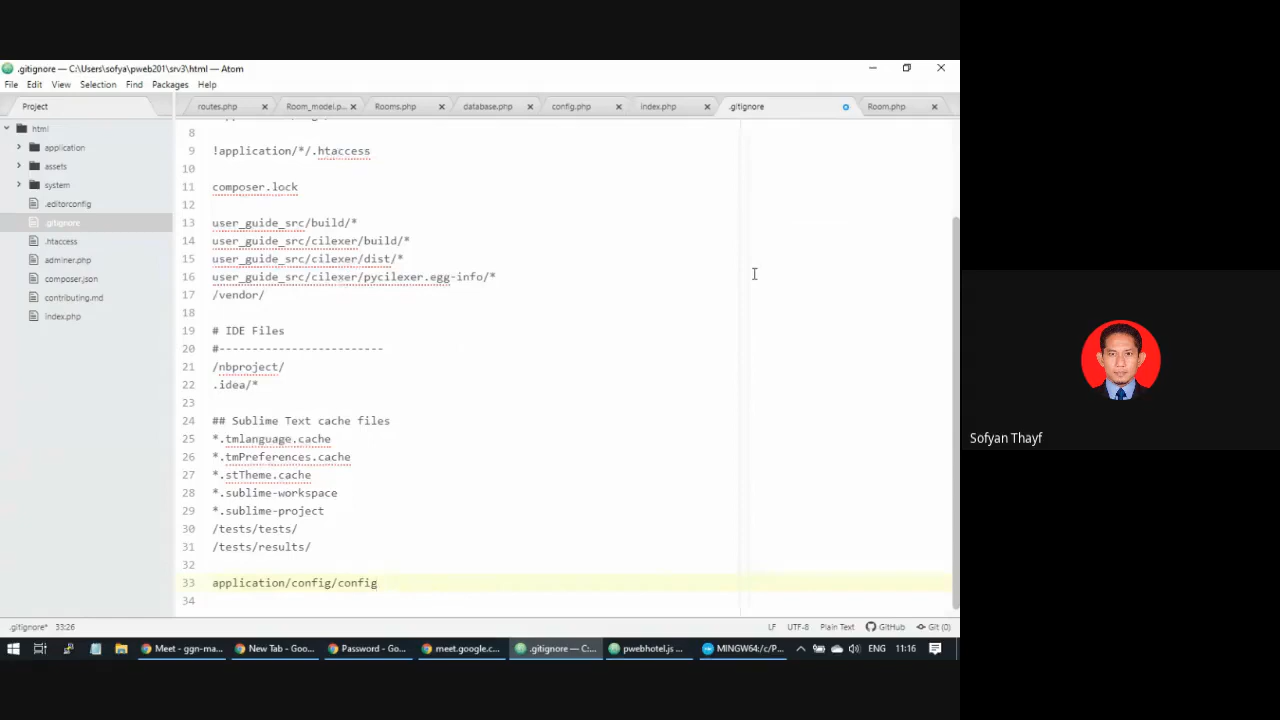 .gitignore — C:\Users\sofya\pweb201\srv3\html — Atom
File Edit View Selection Find Packages Help
Project
routes.php Room_model.p... Rooms.php database.php config.php index.php .gitignore Room.php
html
application
assets
system
.editorconfig
.gitignore
.htaccess
adminer.php
composer.json
contributing.md
index.php
8
9 !application/*/.htaccess
10
11 composer.lock
12
13 user_guide_src/build/*
14 user_guide_src/cilexer/build/*
15 user_guide_src/cilexer/dist/*
16 user_guide_src/cilexer/pycilexer.egg-info/*
17 /vendor/
18
19 # IDE Files
20 #-------------------------
21 /nbproject/
22 .idea/*
23
24 ## Sublime Text cache files
25 *.tmlanguage.cache
26 *.tmPreferences.cache
27 *.stTheme.cache
28 *.sublime-workspace
29 *.sublime-project
30 /tests/tests/
31 /tests/results/
32
33 application/config/config
34
.gitignore* 33:26 LF UTF-8 Plain Text GitHub Git (0)
Meet - ggn-ma... New Tab - Goo... Password - Go... meet.google.c... .gitignore — C:... pwebhotel.js ... MINGW64:/c/P... ENG 11:16
Sofyan Thayf